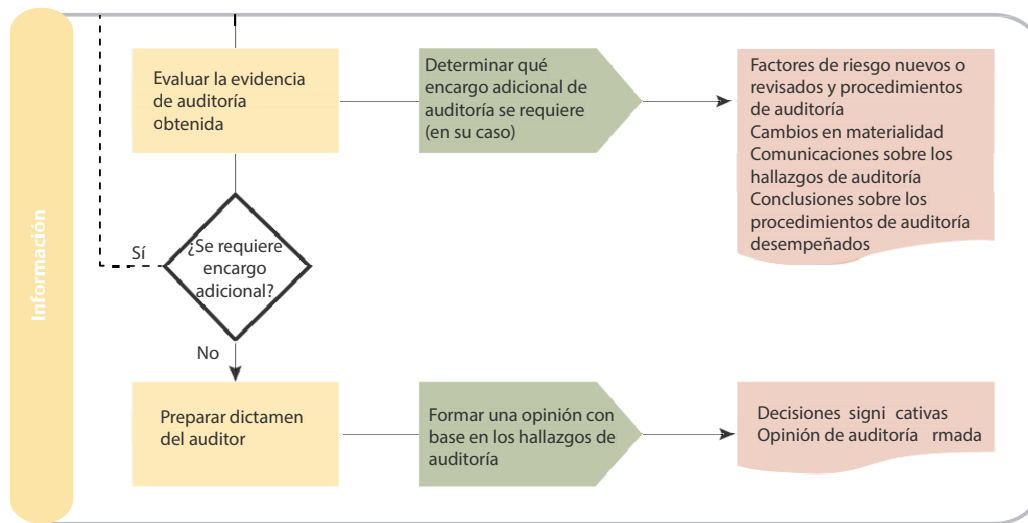 Información
Evaluar la evidencia
de auditoría
obtenida
Determinar qué
encargo adicional de
auditoría se requiere
(en su caso)
Factores de riesgo nuevos o
revisados y procedimientos
de auditoría
Cambios en materialidad
Comunicaciones sobre los
hallazgos de auditoría
Conclusiones sobre los
procedimientos de auditoría
desempeñados
Sí
¿Se requiere
encargo
adicional?
No
Preparar dictamen
del auditor
Formar una opinión con
base en los hallazgos de
auditoría
Decisiones signi cativas
Opinión de auditoría rmada